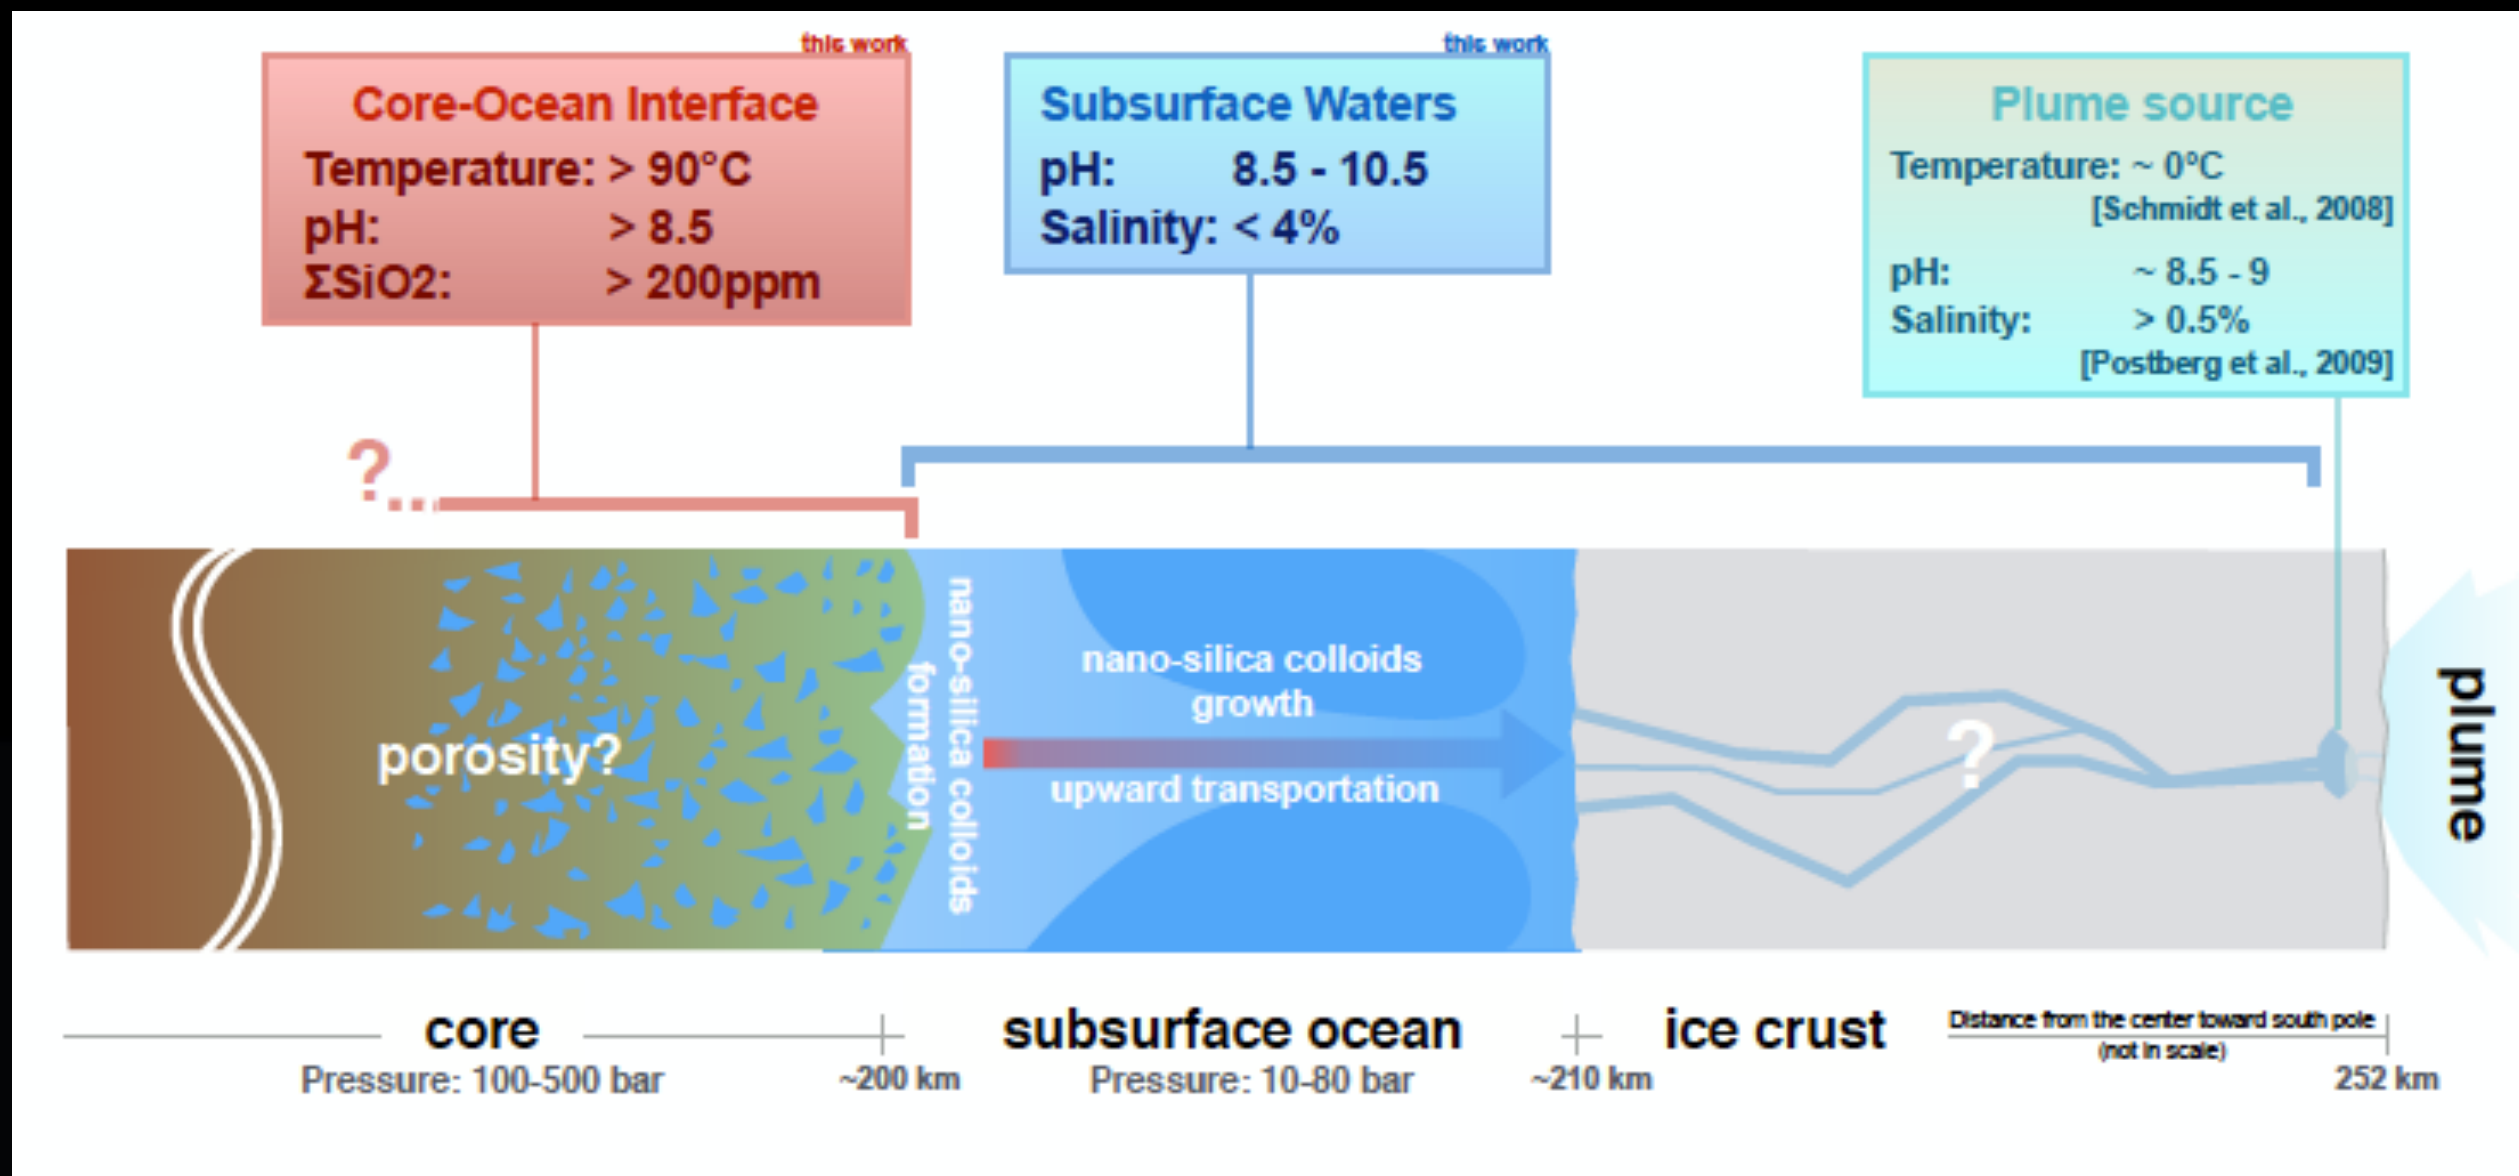 this work
Core-Ocean Interface
Temperature: > 90°C
pH: > 8.5
ΣSiO2: > 200ppm
this work
Subsurface Waters
pH: 8.5 - 10.5
Salinity: < 4%
Plume source
Temperature: ~ 0ºC
[Schmidt et al., 2008]
pH: ~ 8.5 - 9
Salinity: > 0.5%
[Postberg et al., 2009]
?...
porosity?
nano-silica colloids
formation
nano-silica colloids
growth
upward transportation
?
plume
core
Pressure: 100-500 bar
~200 km
subsurface ocean
Pressure: 10-80 bar
~210 km
ice crust
Distance from the center toward south pole
(not in scale)
252 km